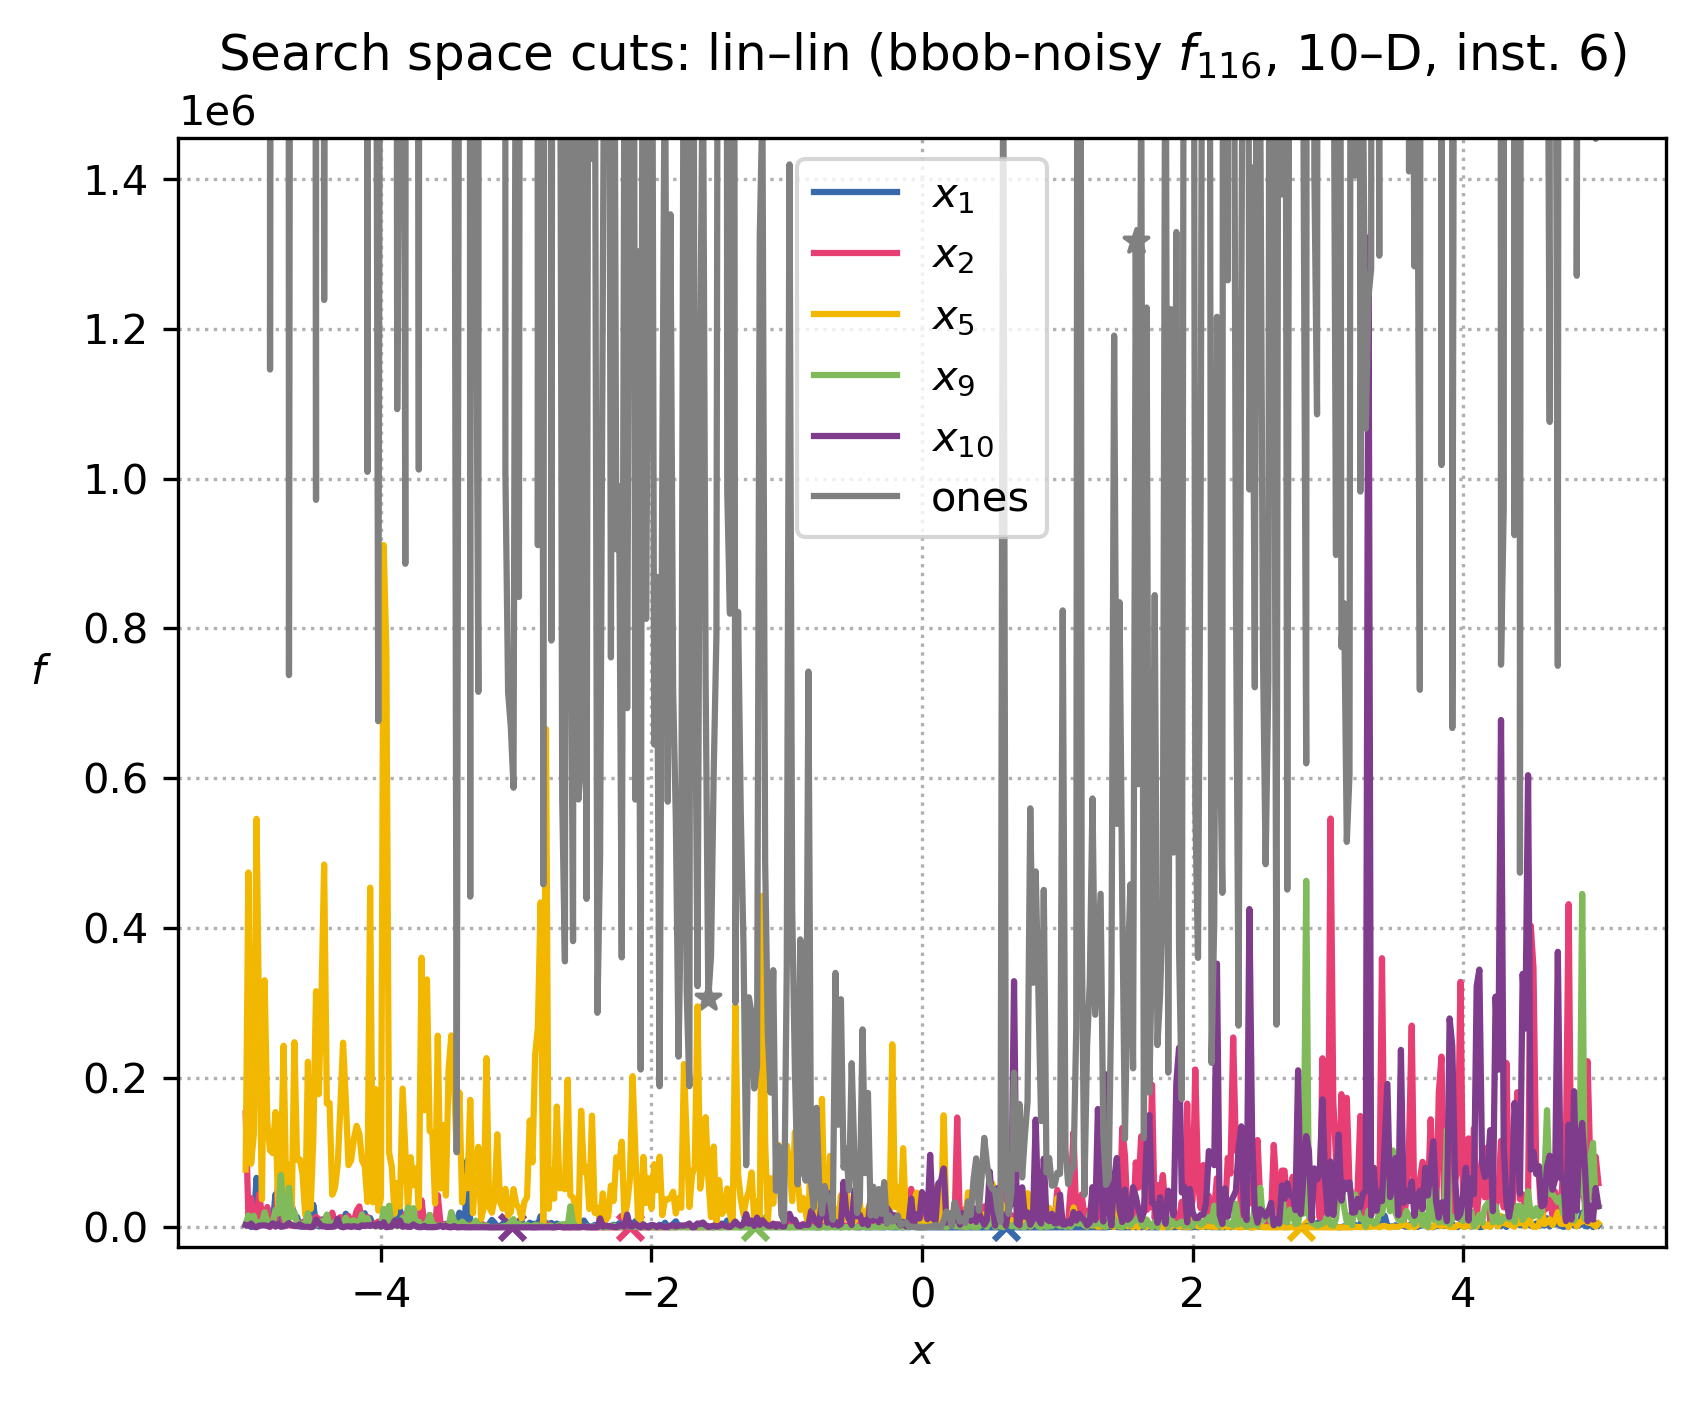 Search space cuts: lin–lin (bbob-noisy f₁₁₆, 10–D, inst. 6)
1e6
1.4
1.2
1.0
0.8
0.6
0.4
0.2
0.0
f
−4
−2
0
2
4
x
x₁
x₂
x₅
x₉
x₁₀
ones